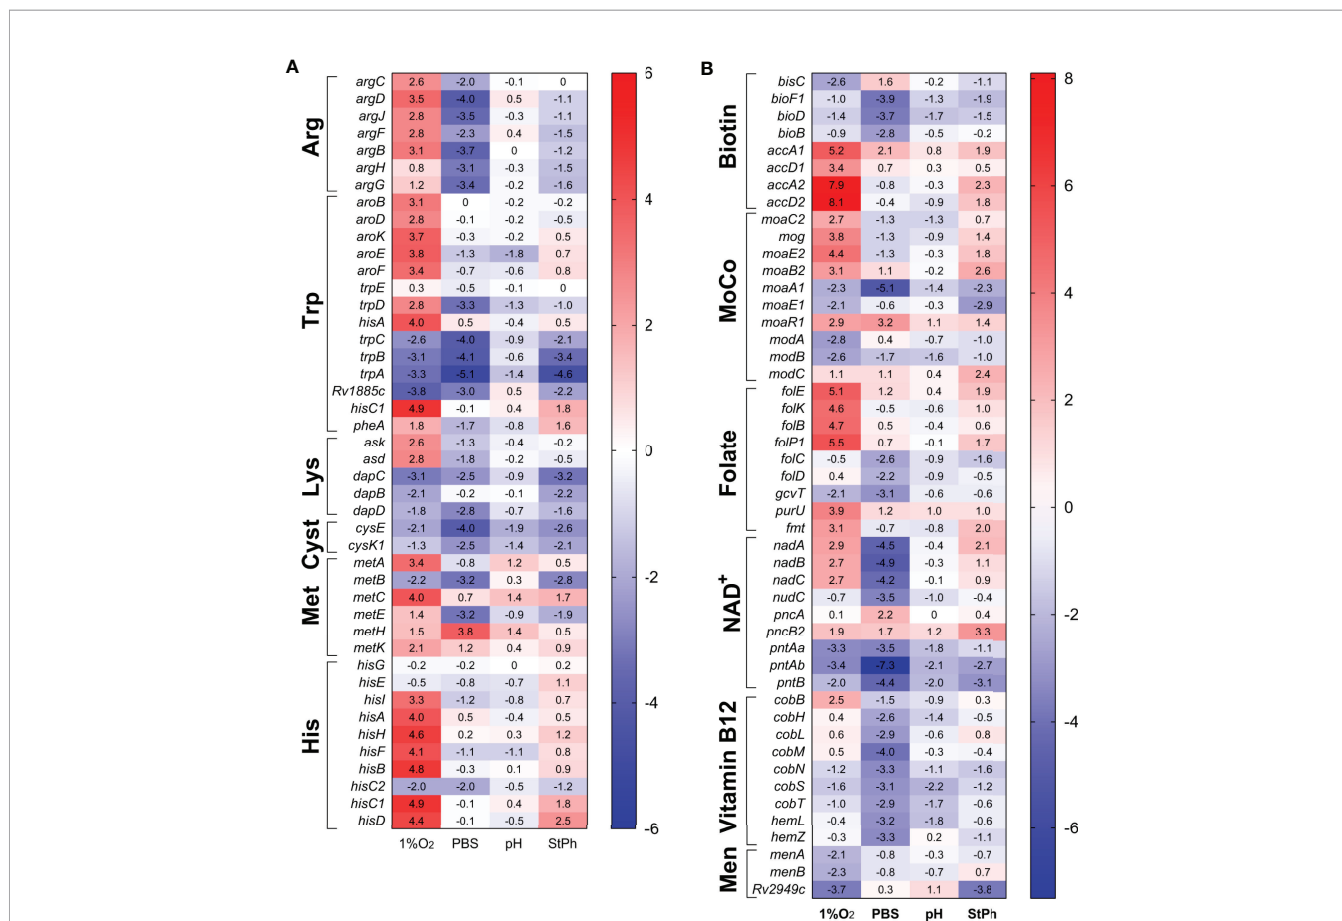 A
Arg
argC 2.6 -2.0 -0.1 0
argD 3.5 -4.0 0.5 -1.1
argJ 2.8 -3.5 -0.3 -1.1
argF 2.8 -2.3 0.4 -1.5
argB 3.1 -3.7 0 -1.2
argH 0.8 -3.1 -0.3 -1.5
argG 1.2 -3.4 -0.2 -1.6
Trp
aroB 3.1 0 -0.2 -0.2
aroD 2.8 -0.1 -0.2 -0.5
aroK 3.7 -0.3 -0.2 0.5
aroE 3.8 -1.3 -1.8 0.7
aroF 3.4 -0.7 -0.6 0.8
trpE 0.3 -0.5 -0.1 0
trpD 2.8 -3.3 -1.3 -1.0
hisA 4.0 0.5 -0.4 0.5
trpC -2.6 -4.0 -0.9 -2.1
trpB -3.1 -4.1 -0.6 -3.4
trpA -3.3 -5.1 -1.4 -4.6
Rv1885c -3.8 -3.0 0.5 -2.2
hisC1 4.9 -0.1 0.4 1.8
pheA 1.8 -1.7 -0.8 1.6
Lys
ask 2.6 -1.3 -0.4 -0.2
asd 2.8 -1.8 -0.2 -0.5
dapC -3.1 -2.5 -0.9 -3.2
dapB -2.1 -0.2 -0.1 -2.2
dapD -1.8 -2.8 -0.7 -1.6
Cyst
cysE -2.1 -4.0 -1.9 -2.6
cysK1 -1.3 -2.5 -1.4 -2.1
Met
metA 3.4 -0.8 1.2 0.5
metB -2.2 -3.2 0.3 -2.8
metC 4.0 0.7 1.4 1.7
metE 1.4 -3.2 -0.9 -1.9
metH 1.5 3.8 1.4 0.5
metK 2.1 1.2 0.4 0.9
His
hisG -0.2 -0.2 0 0.2
hisE -0.5 -0.8 -0.7 1.1
hisI 3.3 -1.2 -0.8 0.7
hisA 4.0 0.5 -0.4 0.5
hisH 4.6 0.2 0.3 1.2
hisF 4.1 -1.1 -1.1 0.8
hisB 4.8 -0.3 0.1 0.9
hisC2 -2.0 -2.0 -0.5 -1.2
hisC1 4.9 -0.1 0.4 1.8
hisD 4.4 -0.1 -0.5 2.5
1%O2 PBS pH StPh
6
4
2
0
-2
-4
-6
B
Biotin
bisC -2.6 1.6 -0.2 -1.1
bioF1 -1.0 -3.9 -1.3 -1.9
bioD -1.4 -3.7 -1.7 -1.5
bioB -0.9 -2.8 -0.5 -0.2
accA1 5.2 2.1 0.8 1.9
accD1 3.4 0.7 0.3 0.5
accA2 7.9 -0.8 -0.3 2.3
accD2 8.1 -0.4 -0.9 1.8
MoCo
moaC2 2.7 -1.3 -1.3 0.7
mog 3.8 -1.3 -0.9 1.4
moaE2 4.4 -1.3 -0.3 1.8
moaB2 3.1 1.1 -0.2 2.6
moaA1 -2.3 -5.1 -1.4 -2.3
moaE1 -2.1 -0.6 -0.3 -2.9
moaR1 2.9 3.2 1.1 1.4
modA -2.8 0.4 -0.7 -1.0
modB -2.6 -1.7 -1.6 -1.0
modC 1.1 1.1 0.4 2.4
Folate
folE 5.1 1.2 0.4 1.9
folK 4.6 -0.5 -0.6 1.0
folB 4.7 0.5 -0.4 0.6
folP1 5.5 0.7 -0.1 1.7
folC -0.5 -2.6 -0.9 -1.6
folD 0.4 -2.2 -0.9 -0.5
gcvT -2.1 -3.1 -0.6 -0.6
purU 3.9 1.2 1.0 1.0
fmt 3.1 -0.7 -0.8 2.0
NAD+
nadA 2.9 -4.5 -0.4 2.1
nadB 2.7 -4.9 -0.3 1.1
nadC 2.7 -4.2 -0.1 0.9
nudC -0.7 -3.5 -1.0 -0.4
pncA 0.1 2.2 0 0.4
pncB2 1.9 1.7 1.2 3.3
pntAa -3.3 -3.5 -1.8 -1.1
pntAb -3.4 -7.3 -2.1 -2.7
pntB -2.0 -4.4 -2.0 -3.1
Vitamin B12
cobB 2.5 -1.5 -0.9 0.3
cobH 0.4 -2.6 -1.4 -0.5
cobL 0.6 -2.9 -0.6 0.8
cobM 0.5 -4.0 -0.3 -0.4
cobN -1.2 -3.3 -1.1 -1.6
cobS -1.6 -3.1 -2.2 -1.2
cobT -1.0 -2.9 -1.7 -0.6
hemL -0.4 -3.2 -1.8 -0.6
hemZ -0.3 -3.3 0.2 -1.1
Men
menA -2.1 -0.8 -0.3 -0.7
menB -2.3 -0.8 -0.7 0.7
Rv2949c -3.7 0.3 1.1 -3.8
1%O2 PBS pH StPh
8
6
4
2
0
-2
-4
-6